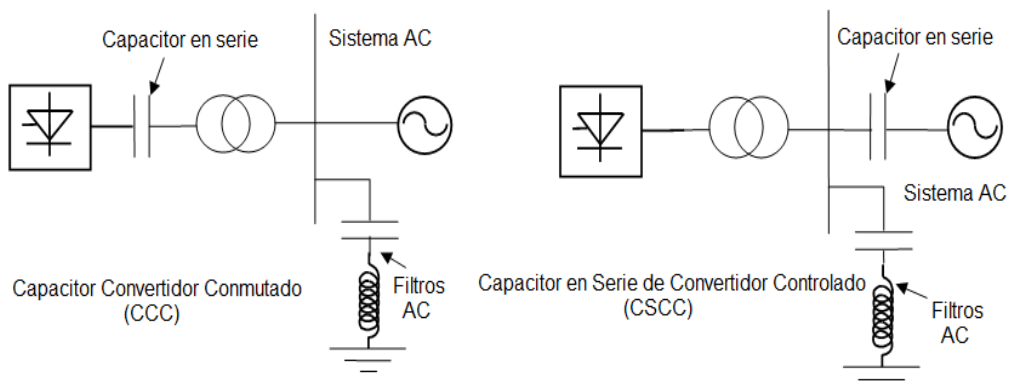 Capacitor en serie
Sistema AC
Filtros
AC
Capacitor Convertidor Conmutado
(CCC)
Capacitor en serie
Sistema AC
Capacitor en Serie de Convertidor Controlado
(CSCC)
Filtros
AC